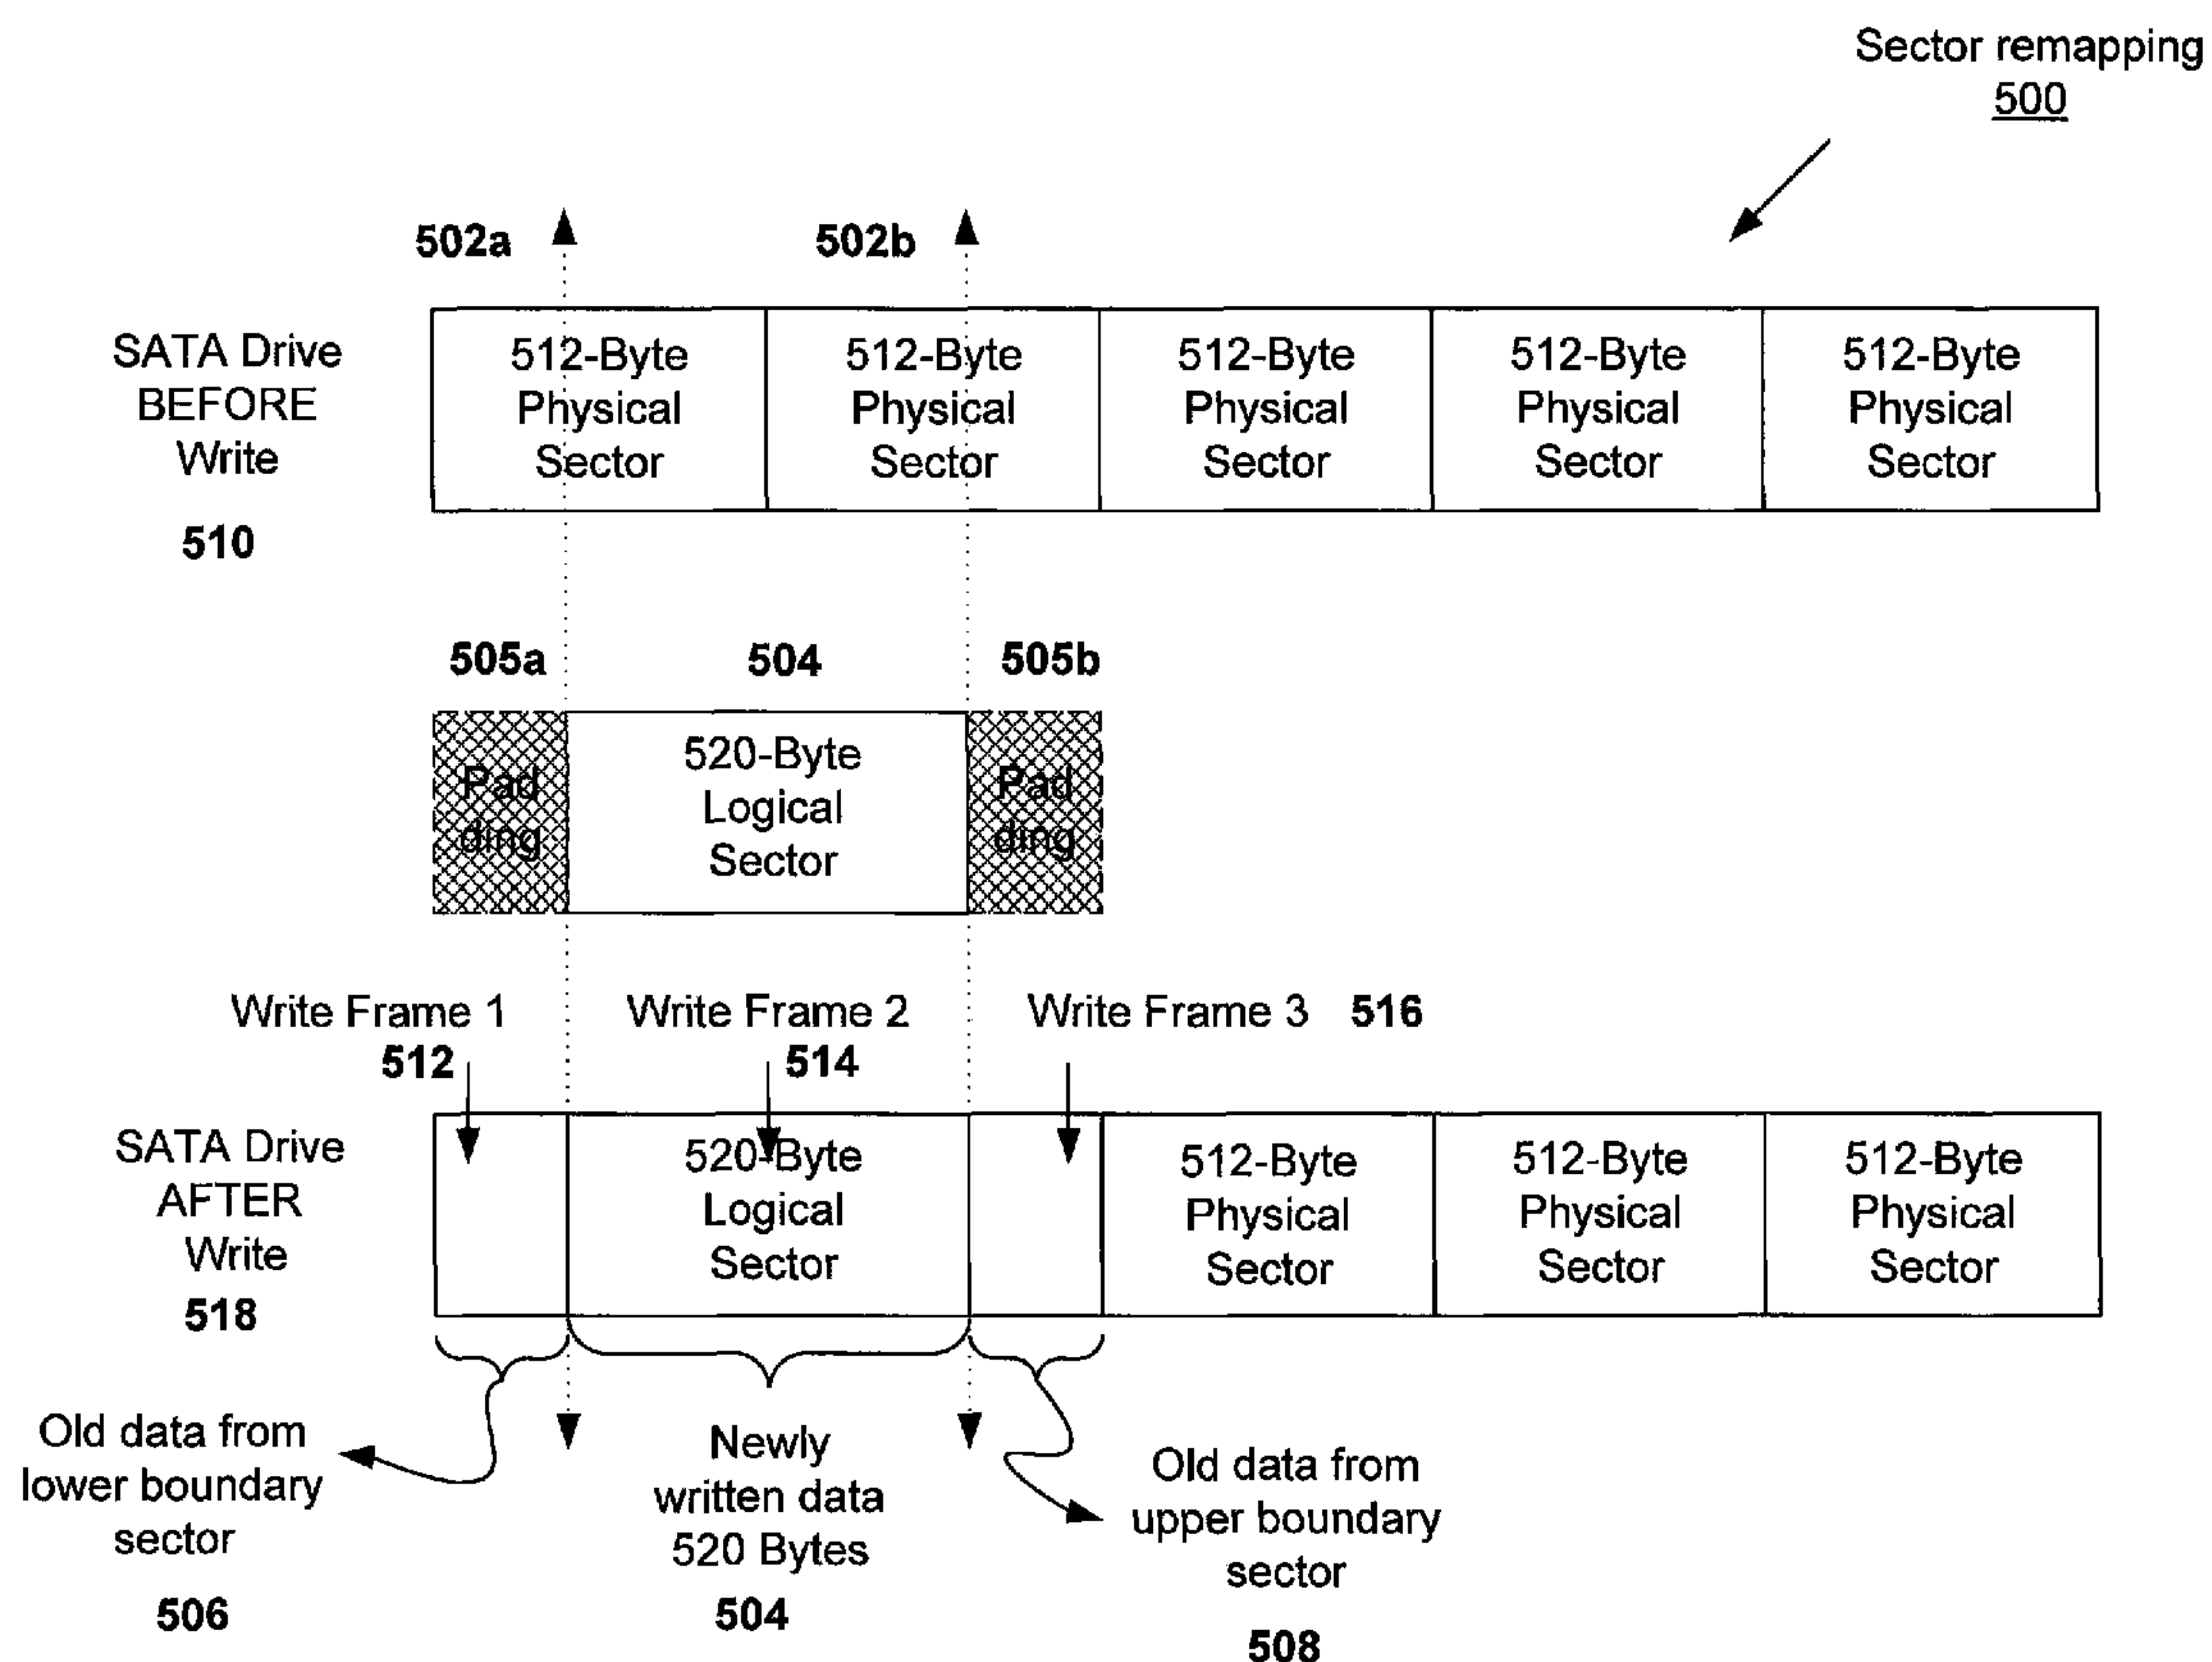 Sector remapping
500
502a
502b
SATA Drive
BEFORE
Write
510
512-Byte
Physical
Sector
512-Byte
Physical
Sector
512-Byte
Physical
Sector
512-Byte
Physical
Sector
512-Byte
Physical
Sector
505a
504
505b
Pad
ding
520-Byte
Logical
Sector
Pad
ding
Write Frame 1
512
Write Frame 2
514
Write Frame 3 516
SATA Drive
AFTER
Write
518
520-Byte
Logical
Sector
512-Byte
Physical
Sector
512-Byte
Physical
Sector
512-Byte
Physical
Sector
Old data from
lower boundary
sector
506
Newly
written data
520 Bytes
504
Old data from
upper boundary
sector
508